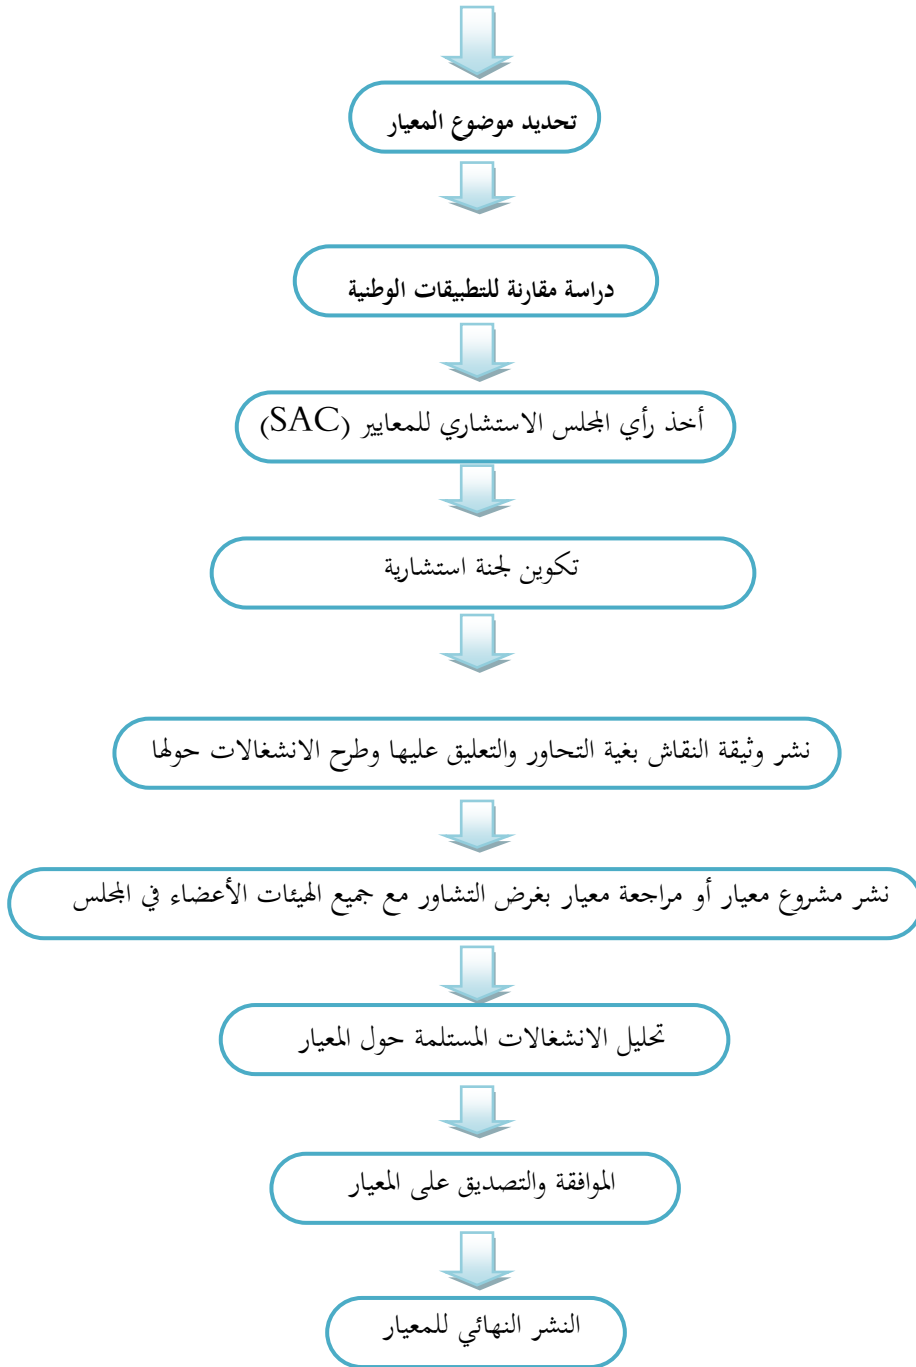 تحديد موضوع المعيار
دراسة مقارنة للتطبيقات الوطنية
أخذ رأي المجلس الاستشاري للمعايير (SAC)
تكوين لجنة استشارية
نشر وثيقة النقاش بغية التحاور والتعليق عليها وطرح الانشغالات حولها
نشر مشروع معيار أو مراجعة معيار بغرض التشاور مع جميع الهيئات الأعضاء في المجلس
تحليل الانشغالات المستلمة حول المعيار
الموافقة والتصديق على المعيار
النشر النهائي للمعيار